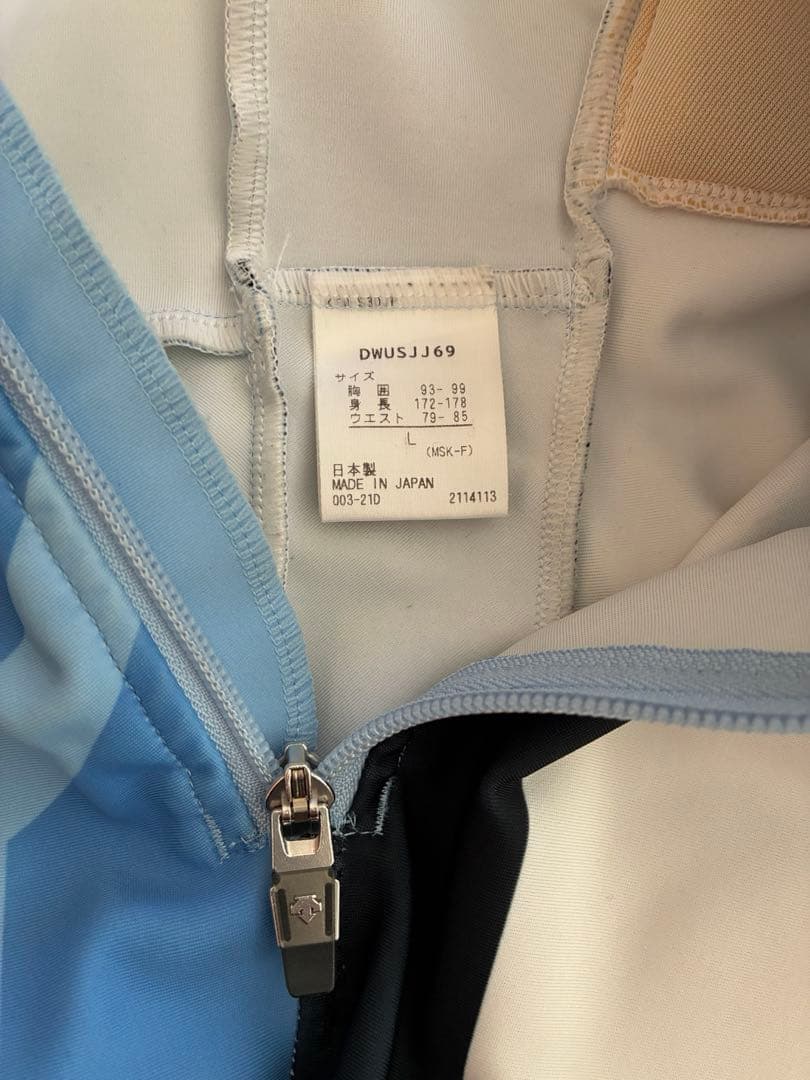 DWUSJJ69
サイズ
胸 囲 93- 99
身 長 172-178
ウエスト 79- 85
L
(MSK-F)
日本製
MADE IN JAPAN
003-21D 2114113